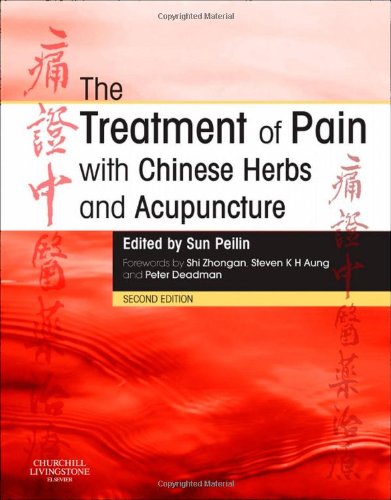 Copyrighted Material
The
Treatment of Pain
with Chinese Herbs
and Acupuncture
Edited by Sun Peilin
Forewords by Shi Zhongan, Steven K H Aung
and Peter Deadman
SECOND EDITION
痛證中醫藥治療
痛證中醫藥治療
CHURCHILL
LIVINGSTONE
ELSEVIER
Copyrighted Material